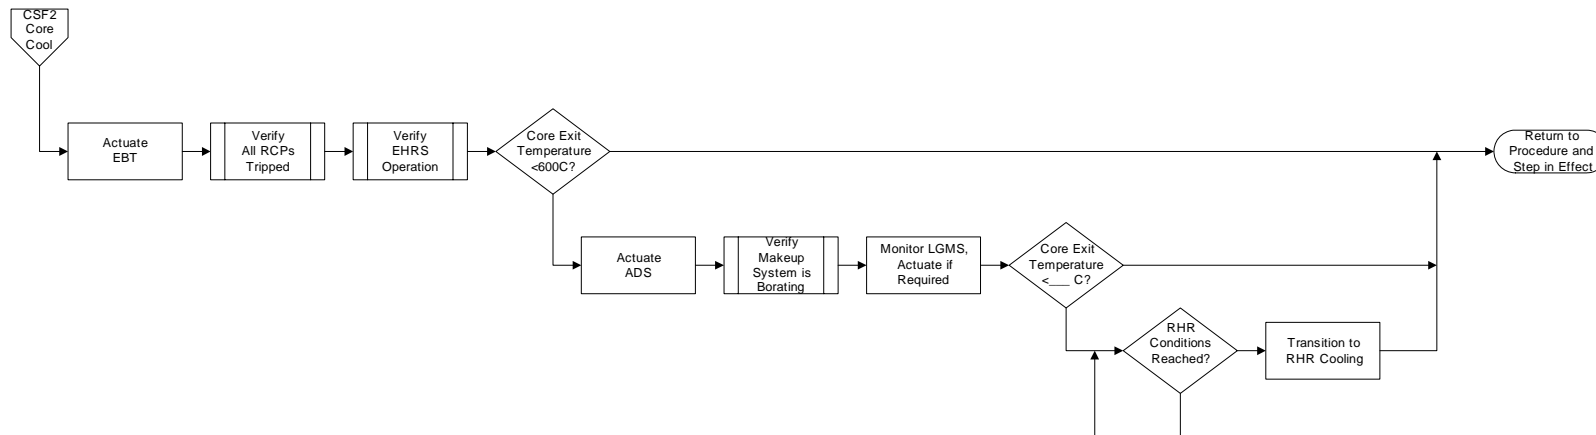 CSF2
Core
Cool
Actuate
EBT
Verify
All RCPs
Tripped
Verify
EHRS
Operation
Core Exit
Temperature
<600C?
Return to
Procedure and
Step in Effect
Actuate
ADS
Verify
Makeup
System is
Borating
Monitor LGMS,
Actuate if
Required
Core Exit
Temperature
<___ C?
RHR
Conditions
Reached?
Transition to
RHR Cooling